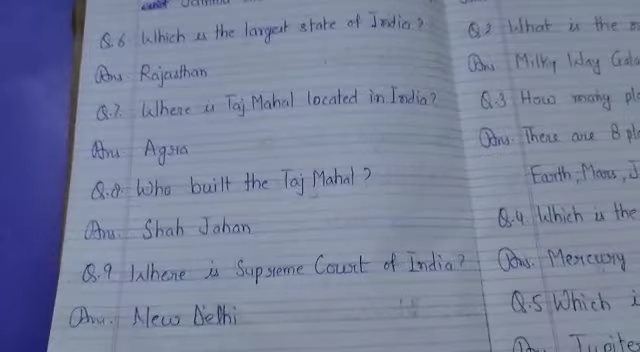 Q.6 Which is the largest state of India?
Ans Rajasthan
Q.7. Where is Taj Mahal located in India?
Ans Agra
Q.8. Who built the Taj Mahal?
Ans. Shah Jahan
Q.9 Where is Supreme Court of India?
Ans. New Delhi
Q.2 What is the
Ans Milky Way
Q.3 How many
Ans. There are 8
Earth, Mars, J
Q.4. Which is the
Ans. Mercury
Q.5 Which